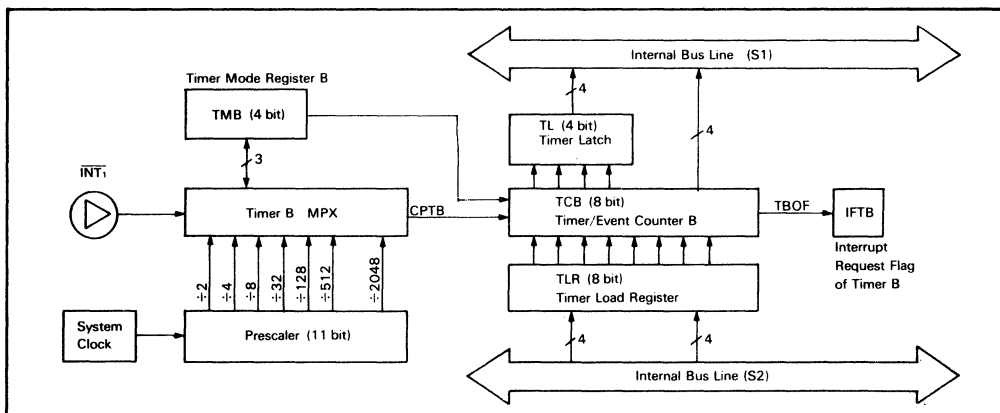 Internal Bus Line (S1)
Timer Mode Register B
TMB (4 bit)
4
TL (4 bit)
Timer Latch
4
3
INT₁
Timer B MPX
CPTB
TCB (8 bit)
Timer/Event Counter B
TBOF
IFTB
Interrupt
Request Flag
of Timer B
÷2
÷4
÷8
÷32
÷128
÷512
÷2048
TLR (8 bit)
Timer Load Register
System
Clock
Prescaler (11 bit)
4
4
Internal Bus Line (S2)